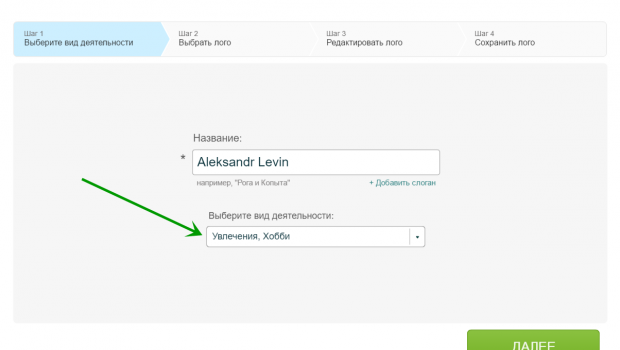 Шаг 1
Выберите вид деятельности
Шаг 2
Выбрать лого
Шаг 3
Редактировать лого
Шаг 4
Сохранить лого
Название:
* Aleksandr Levin
например, "Рога и Копыта"
+ Добавить слоган
Выберите вид деятельности:
Увлечения, Хобби
ДАЛЕЕ